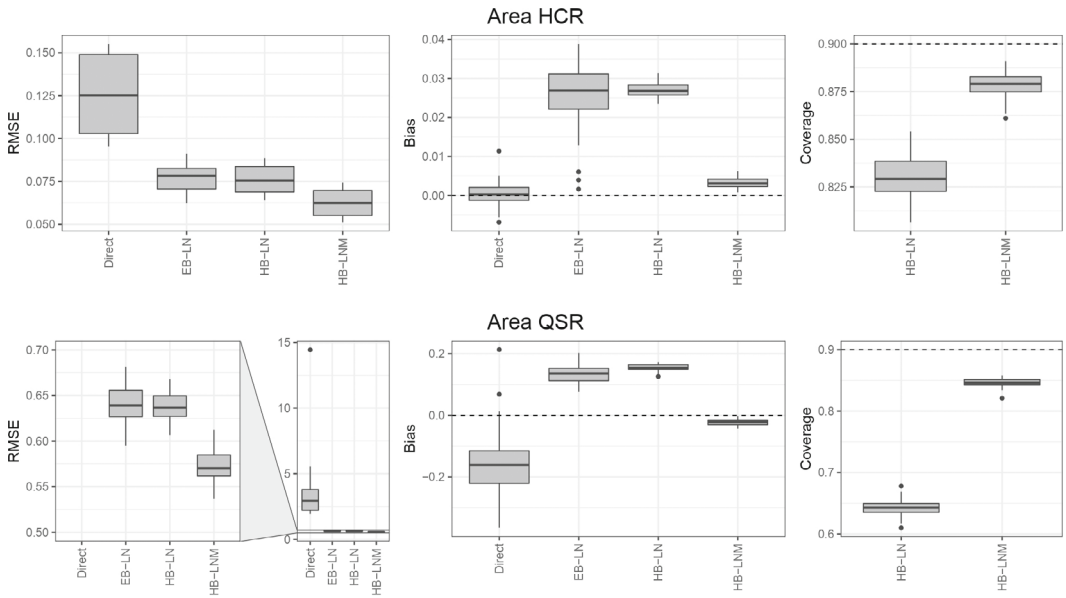 Area HCR
RMSE
0.150
0.125
0.100
0.075
0.050
Direct
EB-LN
HB-LN
HB-LNM
Bias
0.04
0.03
0.02
0.01
0.00
Direct
EB-LN
HB-LN
HB-LNM
Coverage
0.900
0.875
0.850
0.825
HB-LN
HB-LNM
Area QSR
RMSE
0.70
0.65
0.60
0.55
0.50
Direct
EB-LN
HB-LN
HB-LNM
15
10
5
0
Direct
EB-LN
HB-LN
HB-LNM
Bias
0.2
0.0
−0.2
Direct
EB-LN
HB-LN
HB-LNM
Coverage
0.9
0.8
0.7
0.6
HB-LN
HB-LNM